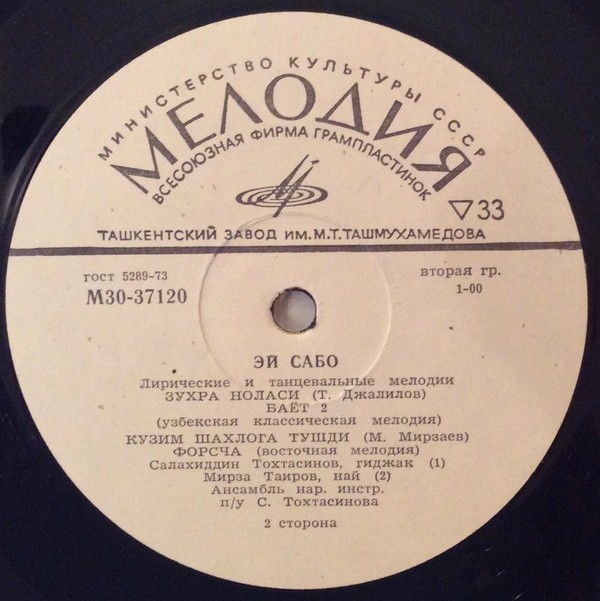 МИНИСТЕРСТВО КУЛЬТУРЫ СССР
МЕЛОДИЯ
ВСЕСОЮЗНАЯ ФИРМА ГРАМПЛАСТИНОК
▽33
ТАШКЕНТСКИЙ ЗАВОД ИМ.М.Т.ТАШМУХАМЕДОВА
гост 5289-73
вторая гр.
М30-37120
1-00
ЭЙ САБО
Лирические и танцевальные мелодии
ЗУХРА НОЛАСИ (Т. Джалилов)
БАЁТ 2
(узбекская классическая мелодия)
КУЗИМ ШАХЛОГА ТУШДИ (М. Мирзаев)
ФОРСЧА (восточная мелодия)
Салахиддин Тохтасинов, гиджак (1)
Мирза Таиров, най (2)
Ансамбль нар. инстр.
п/у С. Тохтасинова
2 сторона